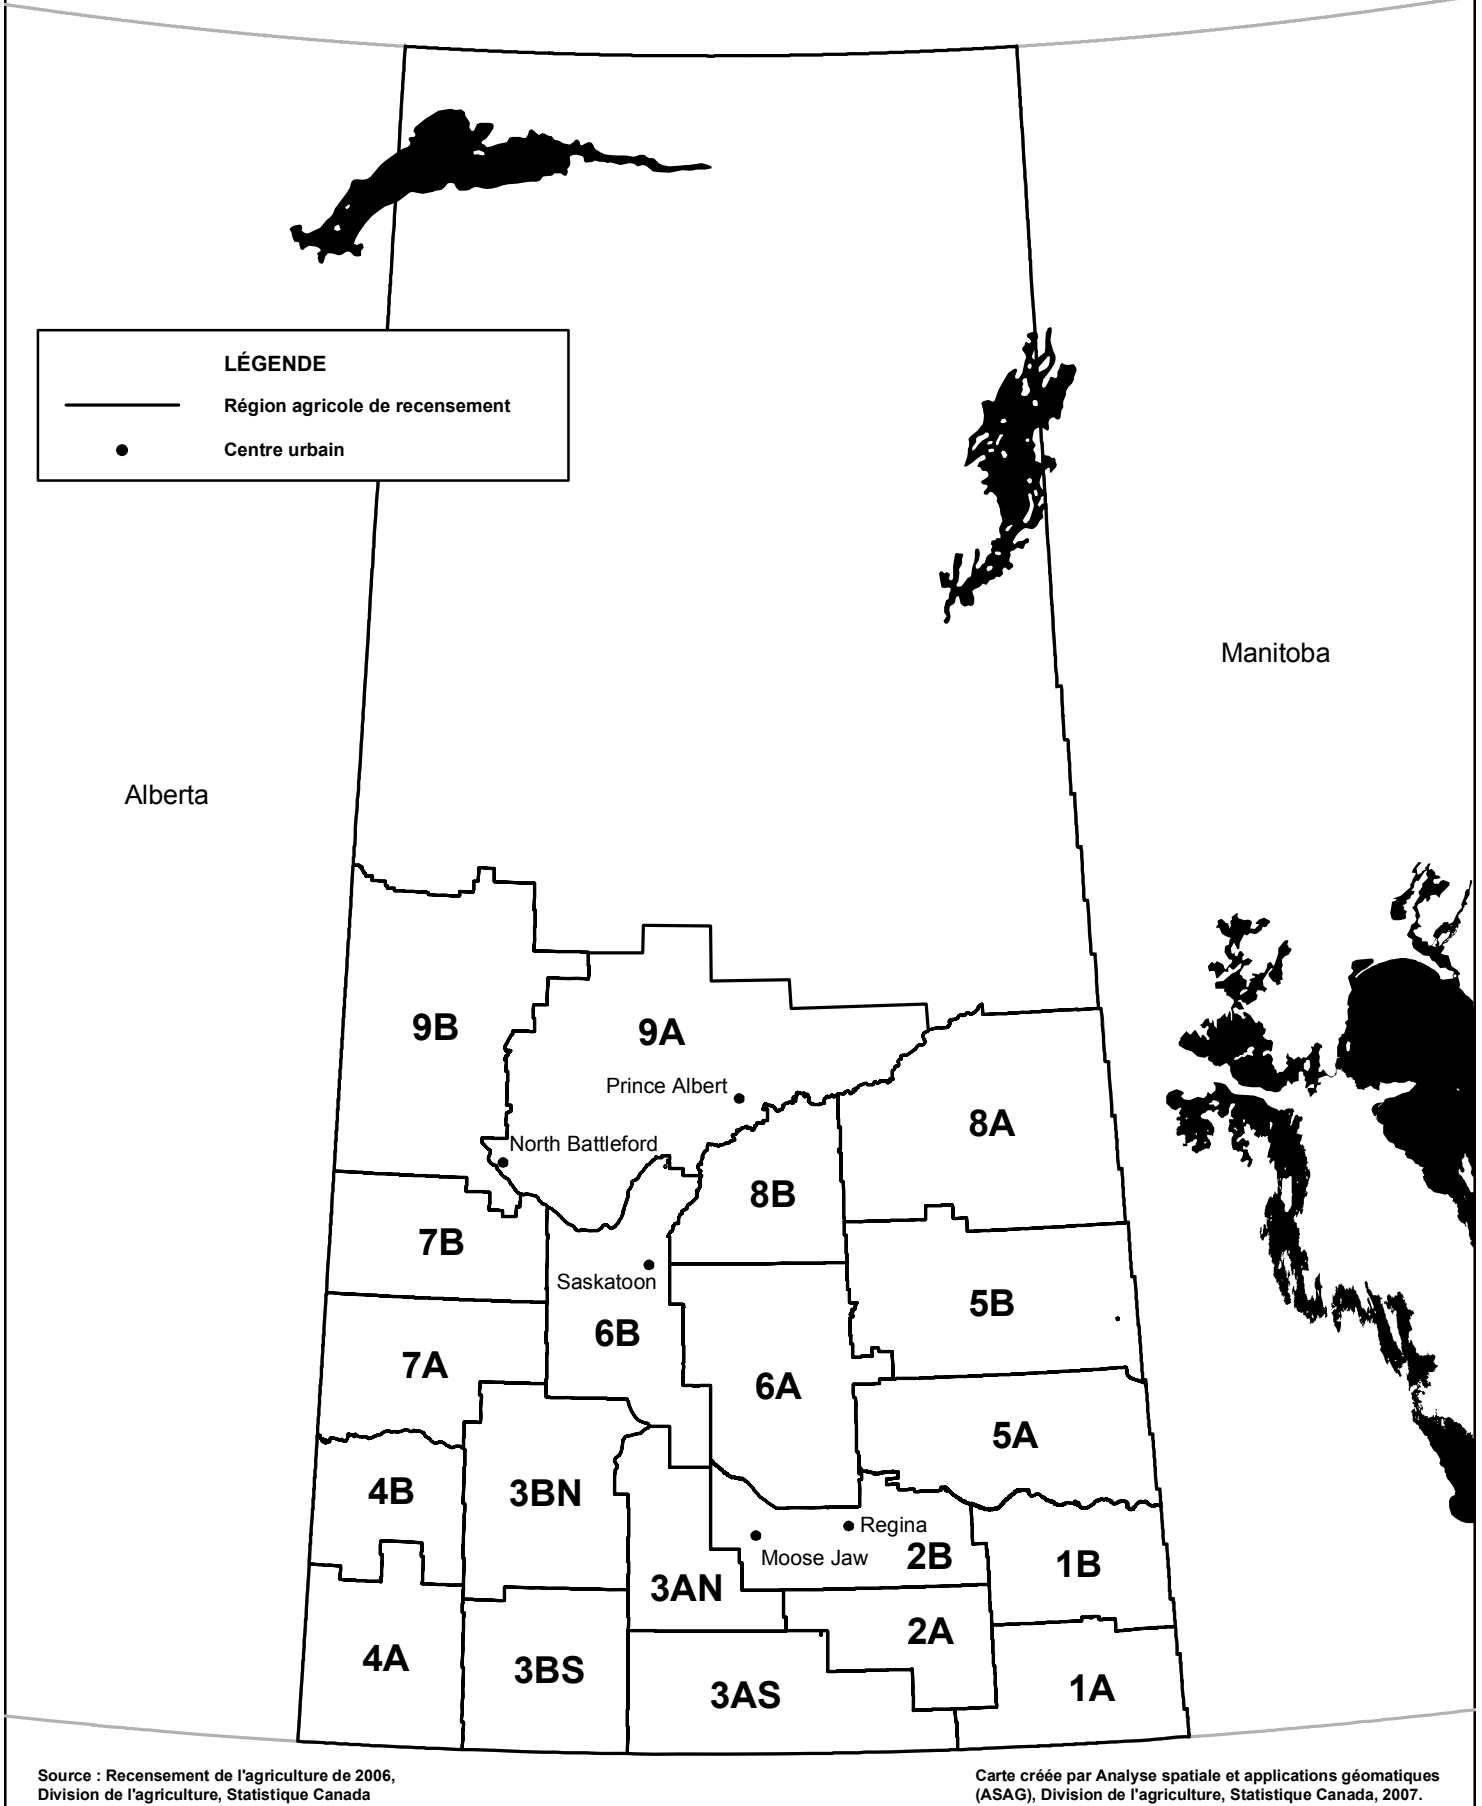 LÉGENDE
Région agricole de recensement
Centre urbain
Manitoba
Alberta
9B
9A
Prince Albert
8A
North Battleford
8B
7B
Saskatoon
5B
6B
7A
6A
5A
4B
3BN
Regina
Moose Jaw
2B
1B
3AN
2A
4A
3BS
3AS
1A
Source : Recensement de l'agriculture de 2006,
Division de l'agriculture, Statistique Canada
Carte créée par Analyse spatiale et applications géomatiques
(ASAG), Division de l'agriculture, Statistique Canada, 2007.